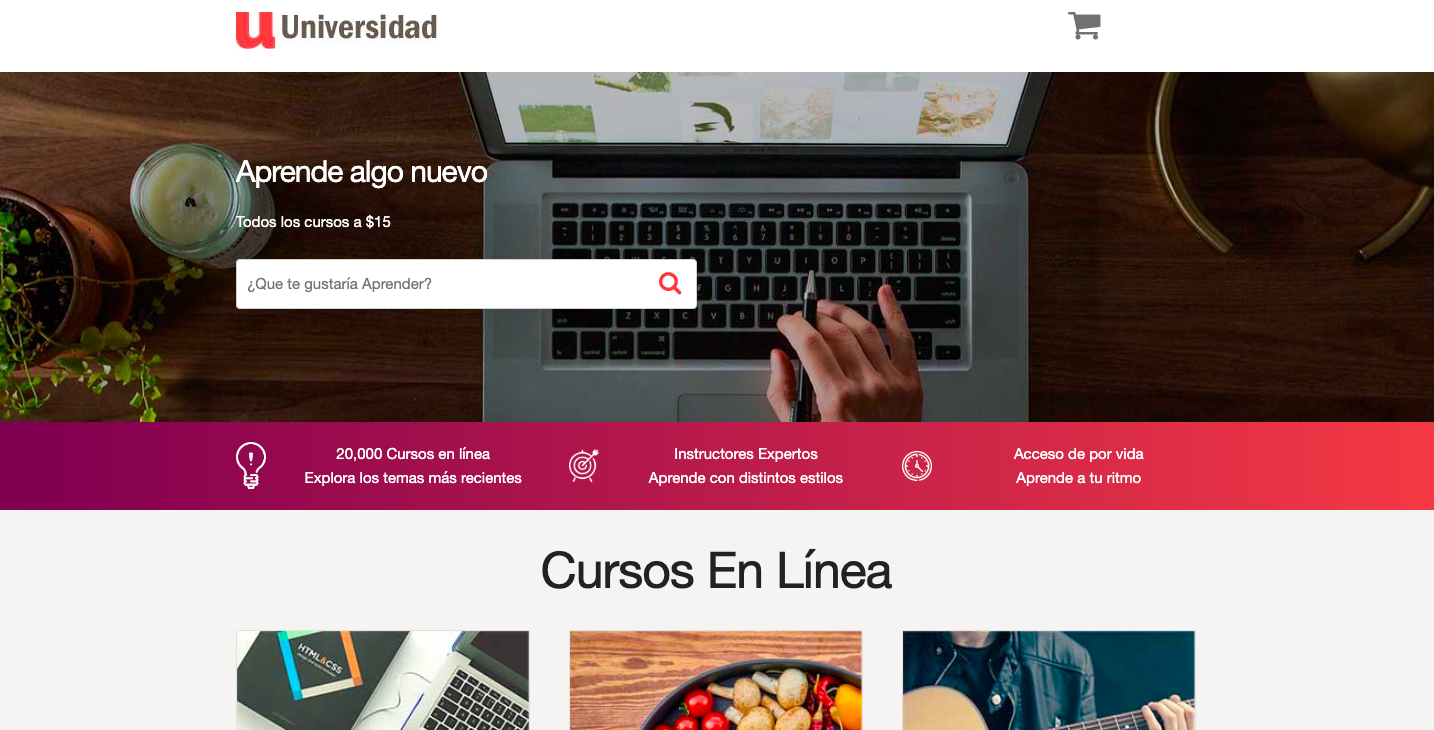 u Universidad
Aprende algo nuevo
Todos los cursos a $15
¿Que te gustaría Aprender?
20,000 Cursos en línea
Explora los temas más recientes
Instructores Expertos
Aprende con distintos estilos
Acceso de por vida
Aprende a tu ritmo
Cursos En Línea
HTML&CSS